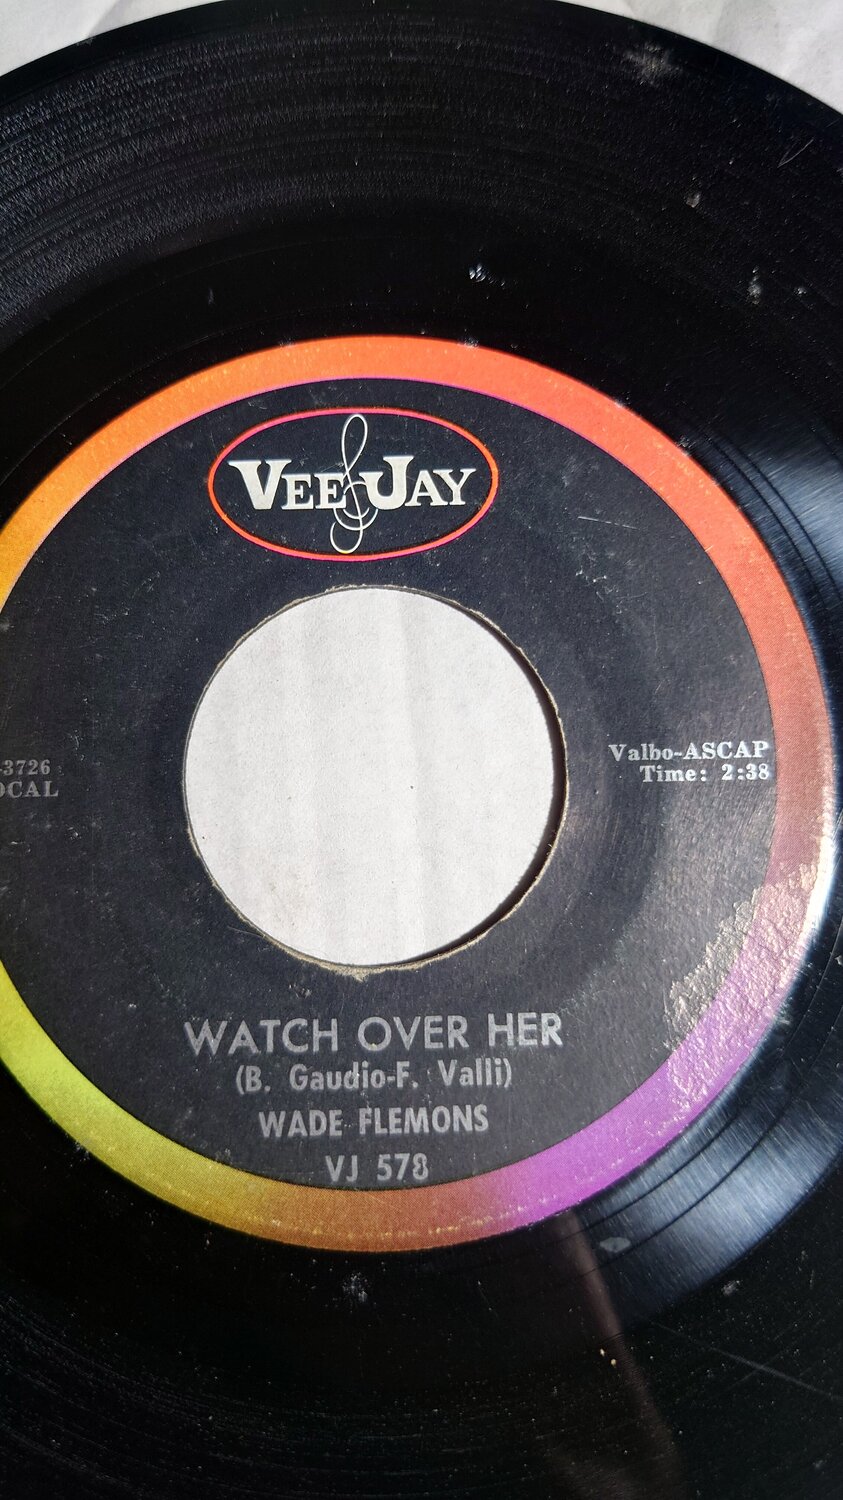 VEE JAY
-3726
OCAL
Valbo-ASCAP
Time: 2:38
WATCH OVER HER
(B. Gaudio-F. Valli)
WADE FLEMONS
VJ 578